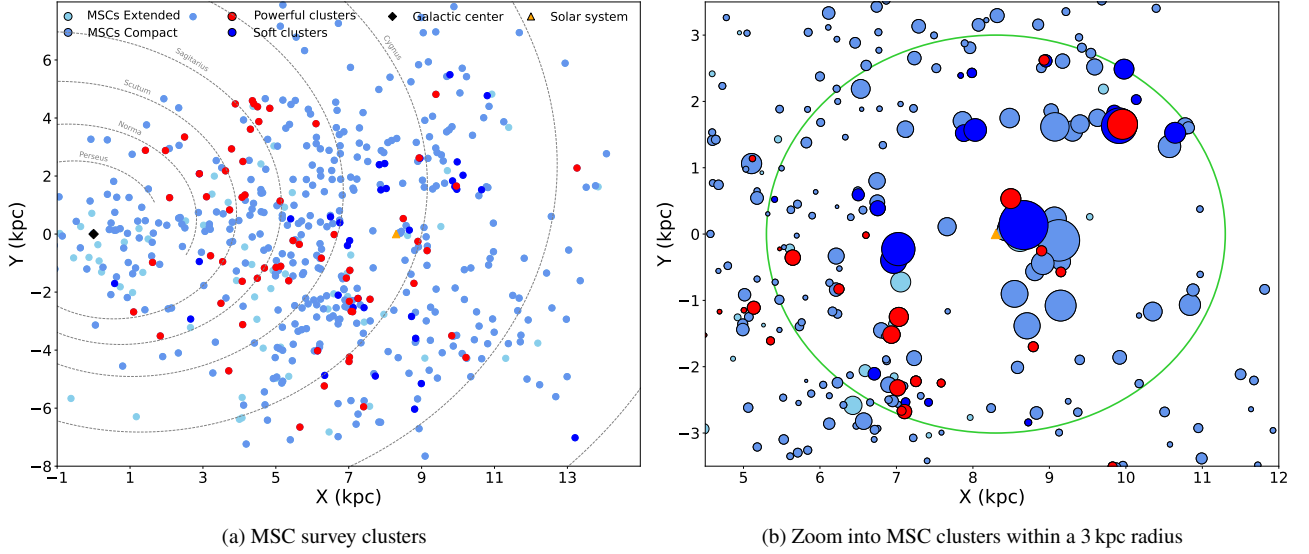 MSCs Extended
MSCs Compact
Powerful clusters
Soft clusters
Galactic center
Solar system
Cygnus
Sagitarius
Scutum
Norma
Perseus
Y (kpc)
6
4
2
0
−2
−4
−6
−8
−1
1
3
5
7
9
11
13
X (kpc)
(a) MSC survey clusters
Y (kpc)
3
2
1
0
−1
−2
−3
5
6
7
8
9
10
11
12
X (kpc)
(b) Zoom into MSC clusters within a 3 kpc radius